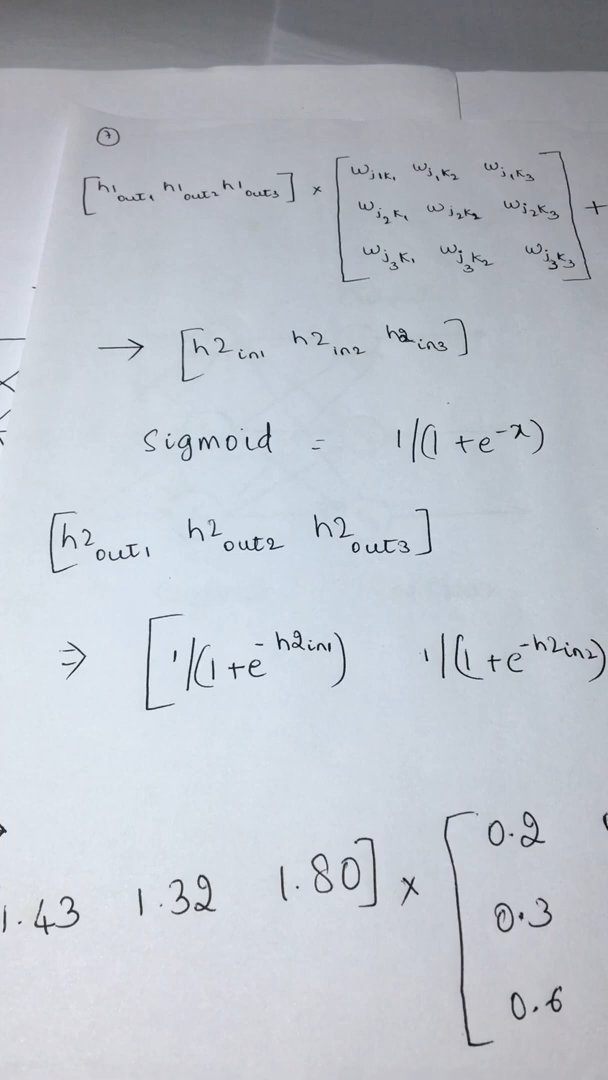 7
[h1out1 h1out2 h1out3] × [wj1k1 wj1k2 wj1k3
wj2k1 wj2k2 wj2k3
wj3k1 wj3k2 wj3k3] +
→ [h2in1 h2in2 h2in3]
Sigmoid = 1/(1 + e^-x)
[h2out1 h2out2 h2out3]
⇒ [1/(1+e^-h2in1) 1/(1+e^-h2in2)
0.2
1.43 1.32 1.80] × [0.3
0.6